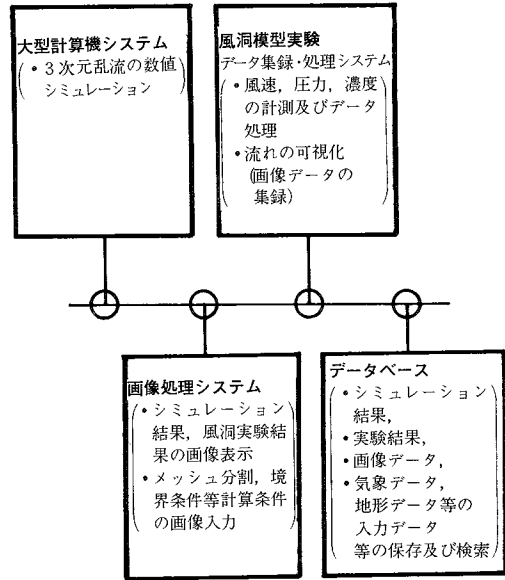 大型計算機システム
・3次元乱流の数値
シミュレーション
風洞模型実験
データ集録・処理システム
・風速，圧力，濃度
の計測及びデータ
処理
・流れの可視化
(画像データの
集録)
画像処理システム
・シミュレーション
結果，風洞実験結
果の画像表示
・メッシュ分割，境
界条件等計算条件
の画像入力
データベース
・シミュレーション
結果，
・実験結果，
・画像データ，
・気象データ，
地形データ等の
入力データ
等の保存及び検索